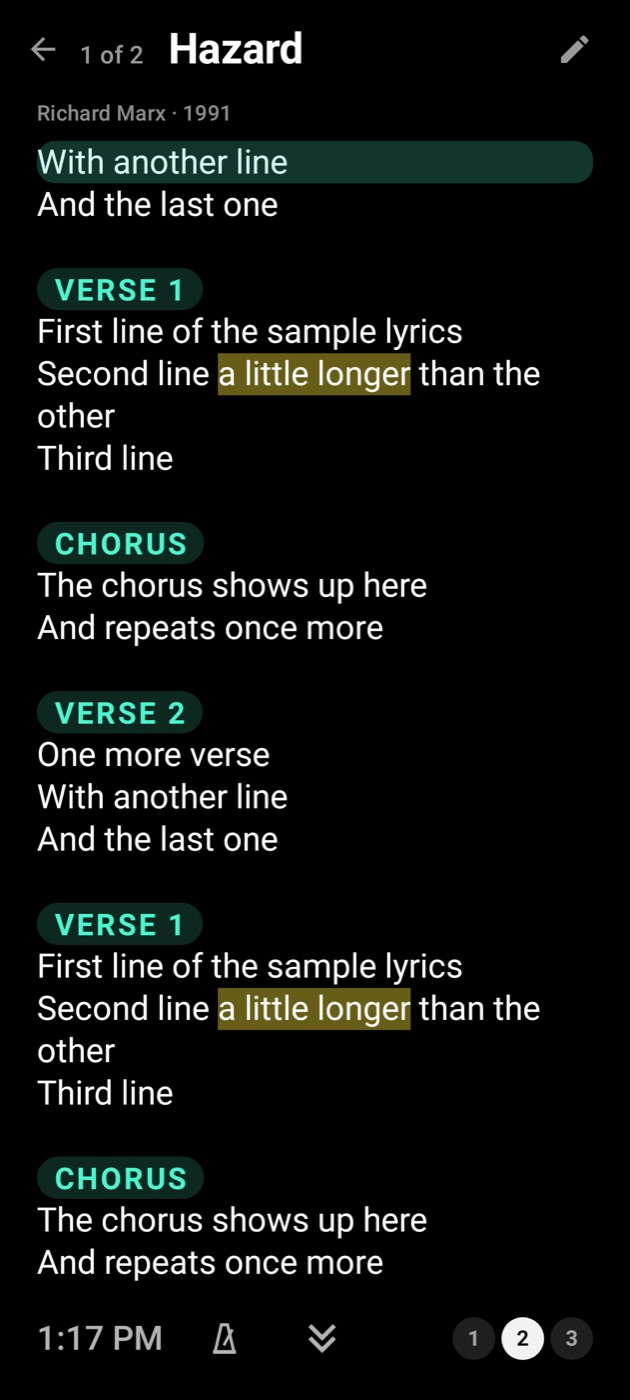 1 of 2 Hazard
Richard Marx · 1991
With another line
And the last one
VERSE 1
First line of the sample lyrics
Second line a little longer than the
other
Third line
CHORUS
The chorus shows up here
And repeats once more
VERSE 2
One more verse
With another line
And the last one
VERSE 1
First line of the sample lyrics
Second line a little longer than the
other
Third line
CHORUS
The chorus shows up here
And repeats once more
1:17 PM 1 2 3